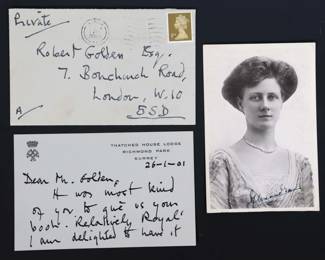 Private
Robert Golden Esq.,
7. Bonchurch Road,
London, W.10
5SD
A
THATCHED HOUSE LODGE
RICHMOND PARK
SURREY
26-1-01
Dear Mr. Golden,
It was most kind
of you to give us your
book 'Relatively Royal'
I am delighted to have it